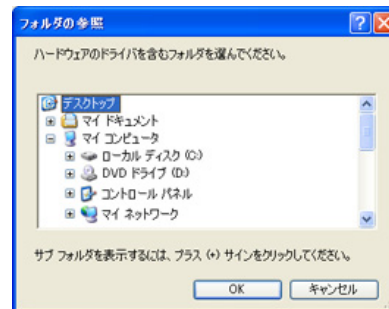 フォルダの参照
ハードウェアのドライバを含むフォルダを選んでください。
デスクトップ
マイ ドキュメント
マイ コンピュータ
ローカル ディスク (C:)
DVD ドライブ (D:)
コントロール パネル
マイ ネットワーク
サブ フォルダを表示するには、プラス (+) サインをクリックしてください。
OK キャンセル